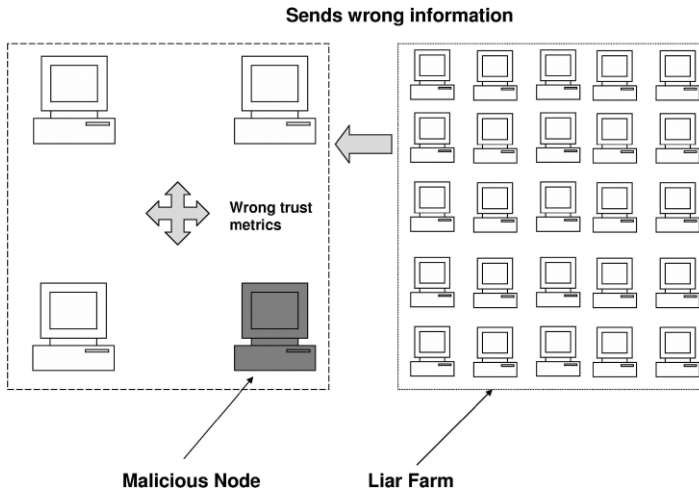 Sends wrong information
Wrong trust
metrics
Malicious Node
Liar Farm